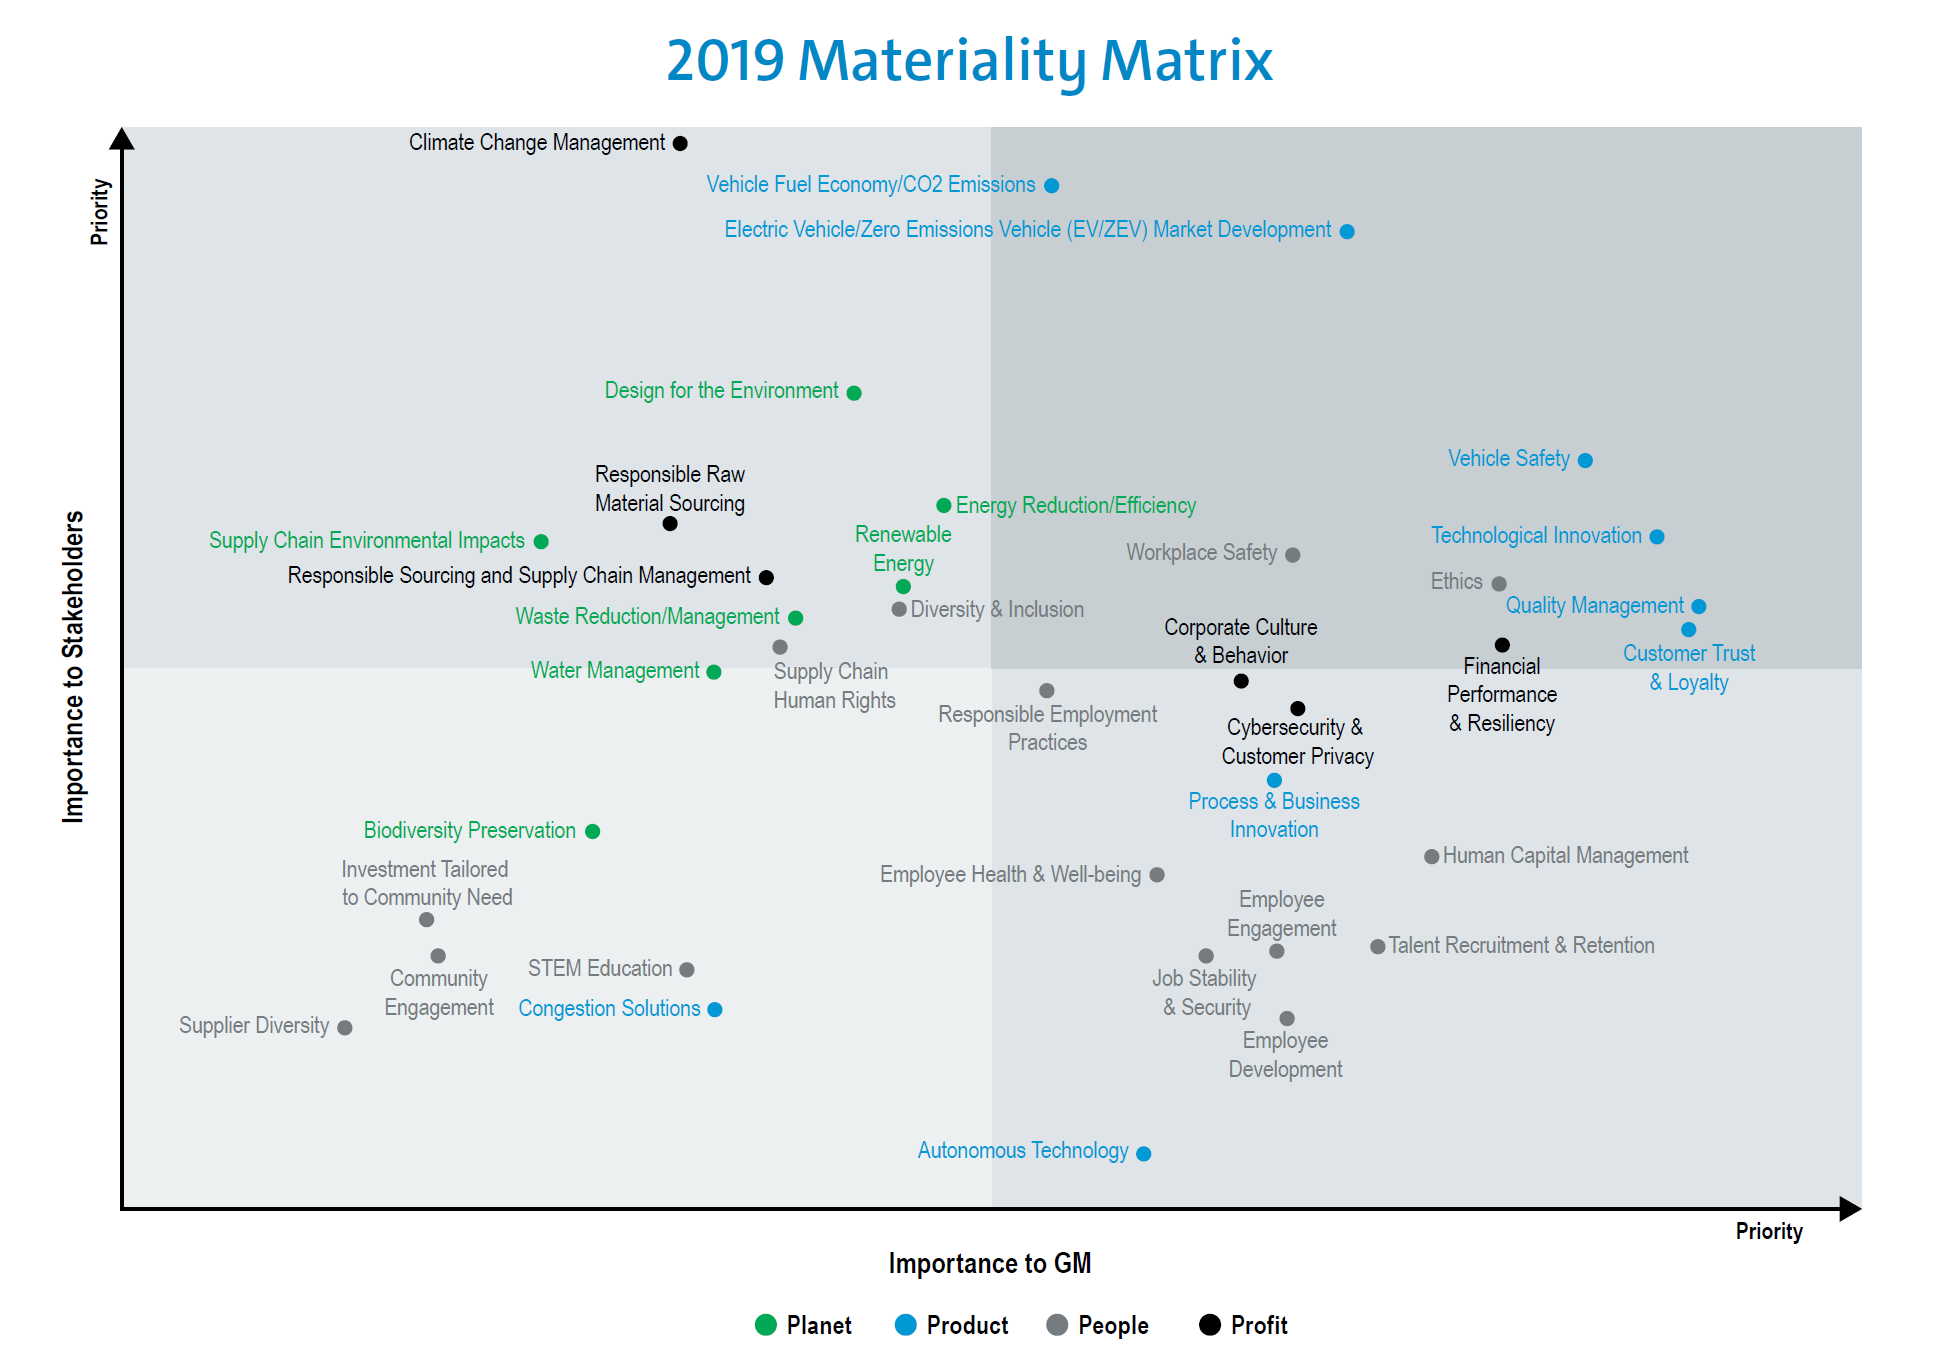 2019 Materiality Matrix
Priority
Importance to Stakeholders
Climate Change Management
Vehicle Fuel Economy/CO2 Emissions
Electric Vehicle/Zero Emissions Vehicle (EV/ZEV) Market Development
Design for the Environment
Vehicle Safety
Responsible Raw
Material Sourcing
Energy Reduction/Efficiency
Supply Chain Environmental Impacts
Renewable
Energy
Technological Innovation
Workplace Safety
Responsible Sourcing and Supply Chain Management
Ethics
Quality Management
Diversity & Inclusion
Waste Reduction/Management
Corporate Culture
& Behavior
Customer Trust
& Loyalty
Water Management
Supply Chain
Human Rights
Financial
Performance
& Resiliency
Responsible Employment
Practices
Cybersecurity &
Customer Privacy
Process & Business
Innovation
Biodiversity Preservation
Human Capital Management
Investment Tailored
to Community Need
Employee Health & Well-being
Employee
Engagement
Talent Recruitment & Retention
Community
Engagement
STEM Education
Job Stability
& Security
Congestion Solutions
Supplier Diversity
Employee
Development
Autonomous Technology
Priority
Importance to GM
Planet
Product
People
Profit